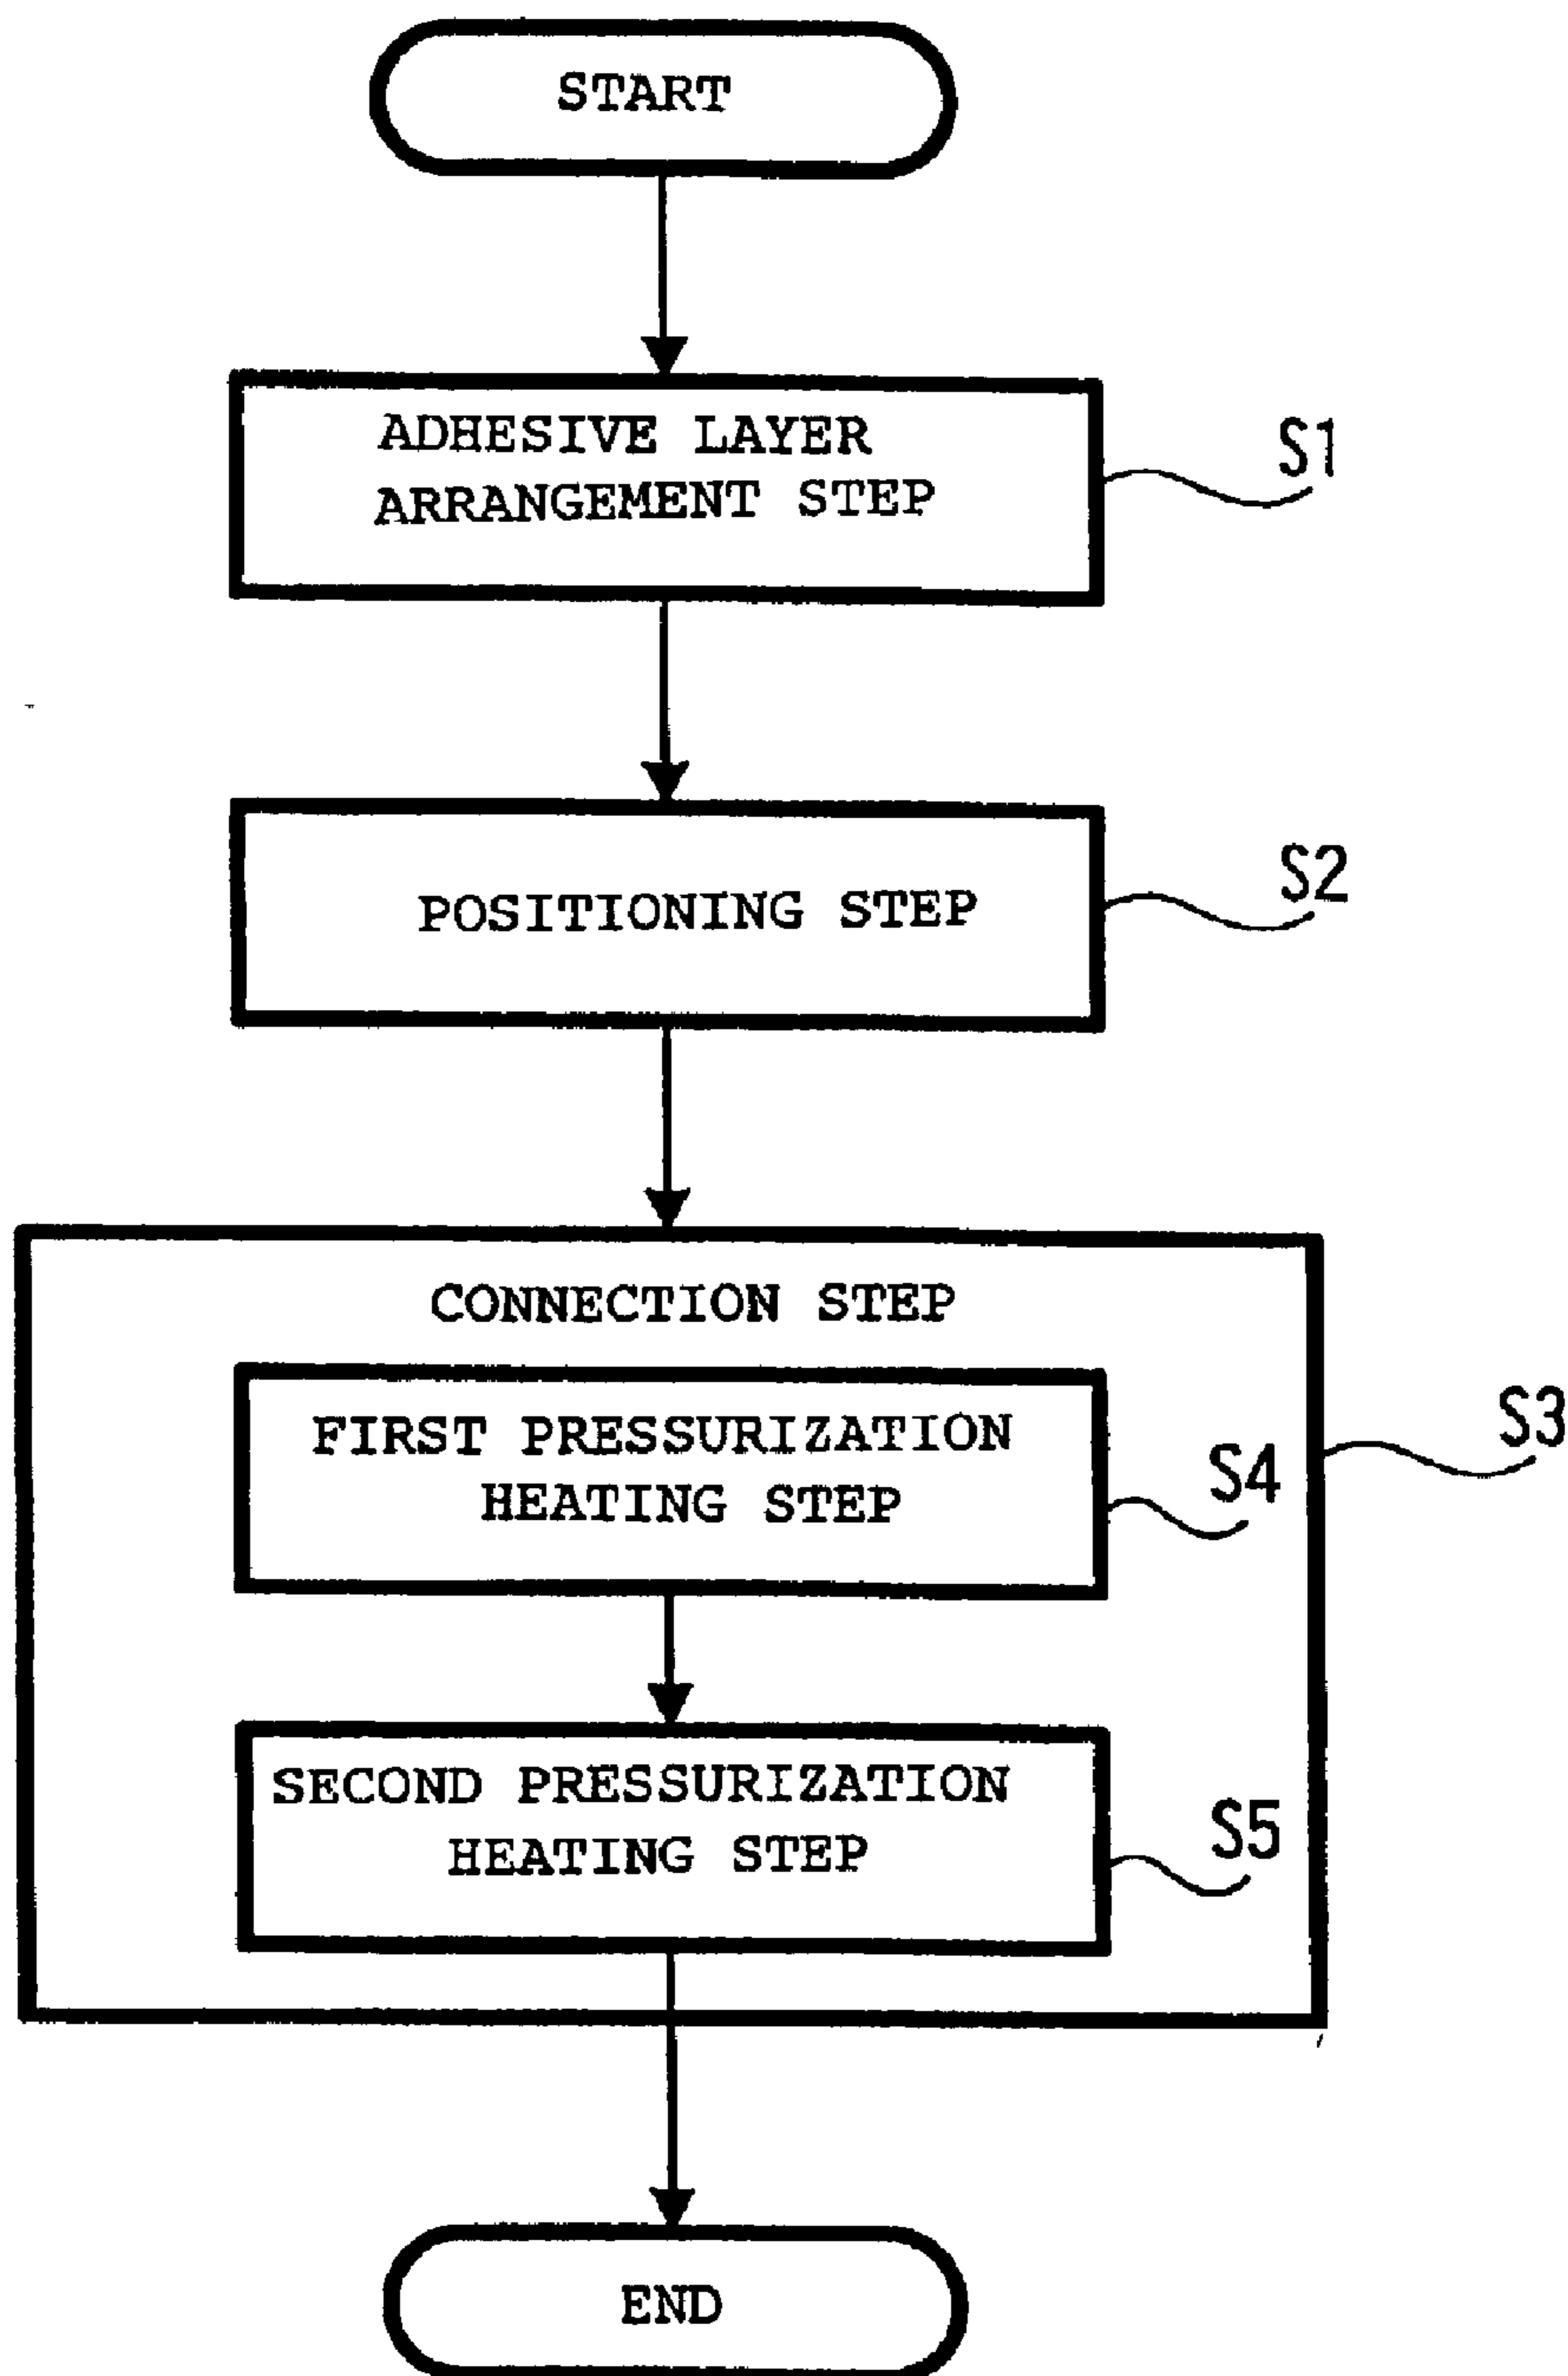 START
ADHESIVE LAYER
ARRANGEMENT STEP
S1
POSITIONING STEP
S2
CONNECTION STEP
S3
FIRST PRESSURIZATION
HEATING STEP
S4
SECOND PRESSURIZATION
HEATING STEP
S5
END